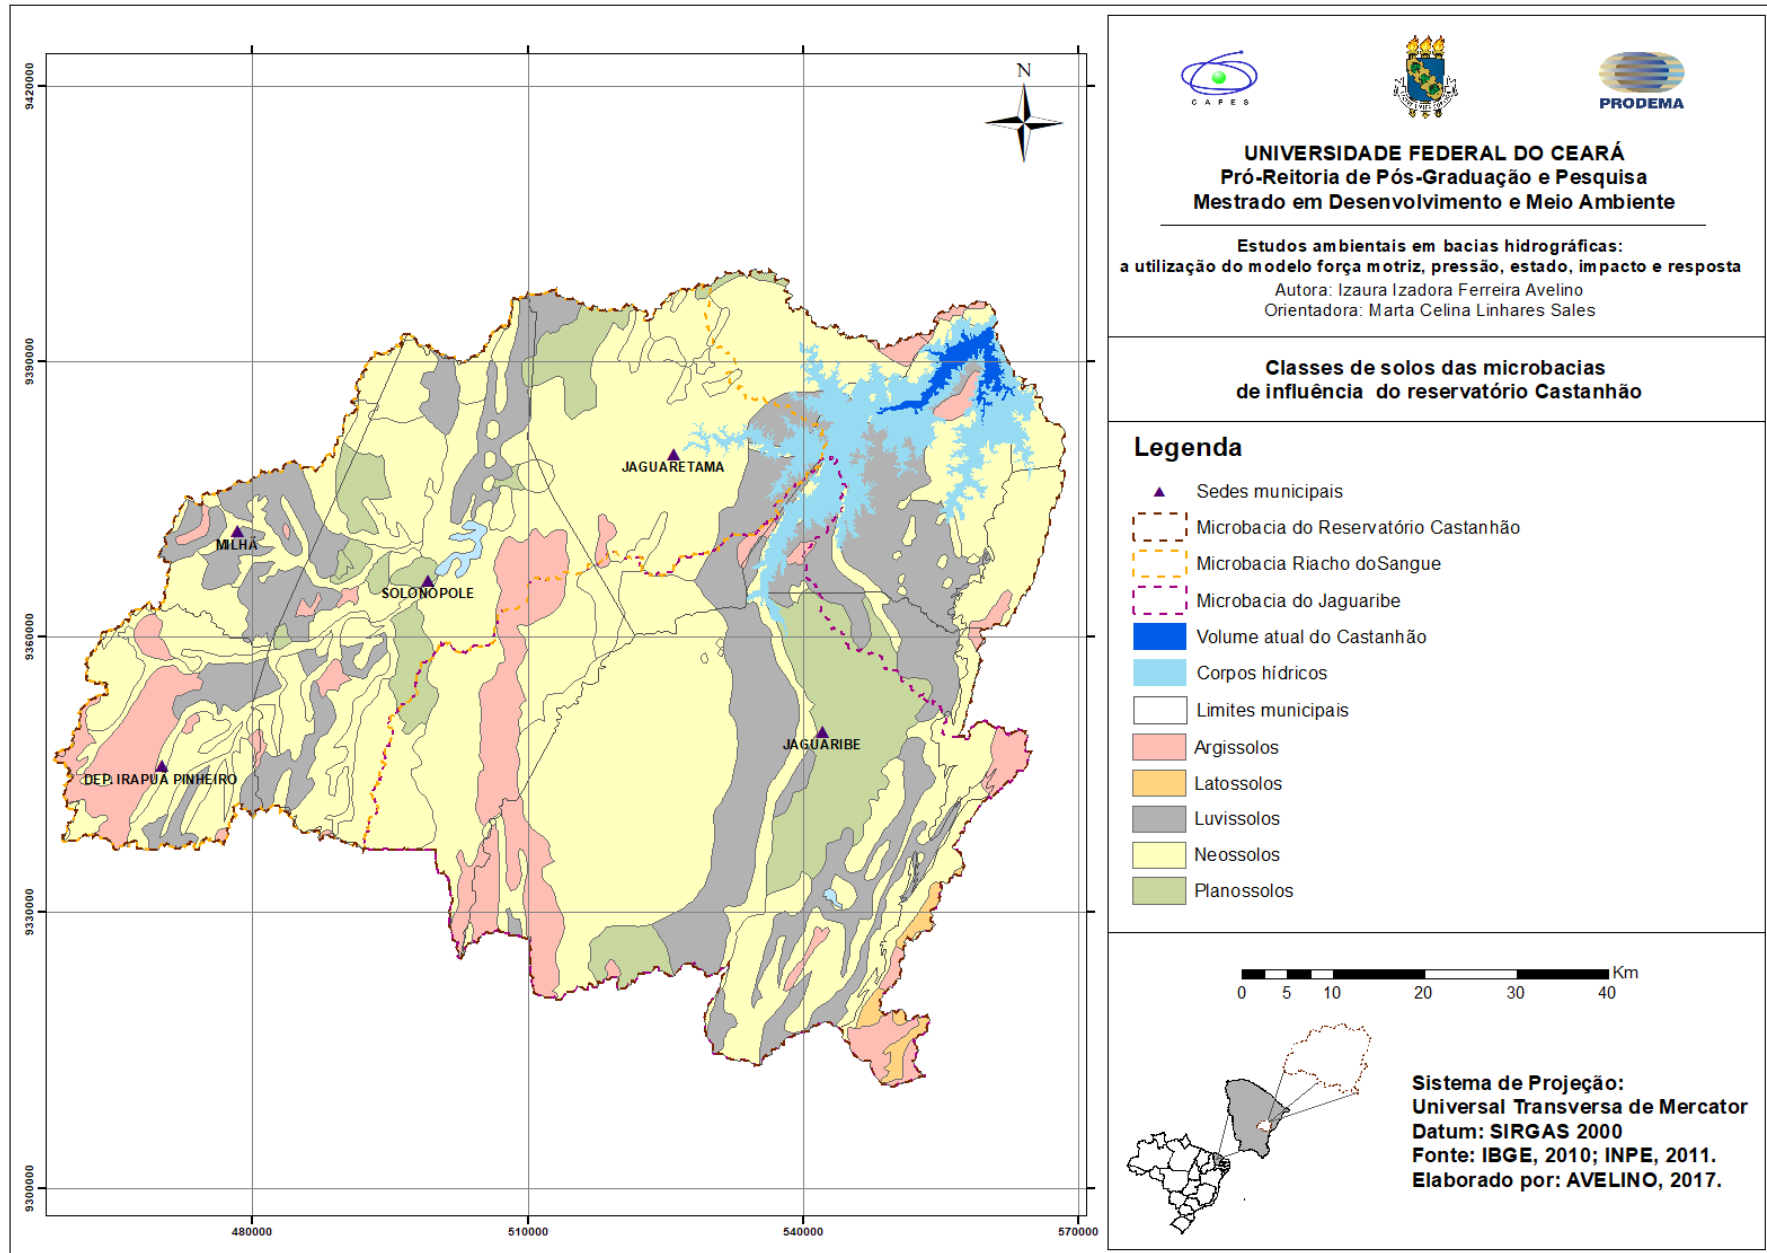 N
9420000
9390000
9360000
9330000
9300000
480000
510000
540000
570000
JAGUARETAMA
MILHÃ
SOLONÓPOLE
JAGUARIBE
DEP. IRAPUÃ PINHEIRO
CAPES
PRODEMA
UNIVERSIDADE FEDERAL DO CEARÁ
Pró-Reitoria de Pós-Graduação e Pesquisa
Mestrado em Desenvolvimento e Meio Ambiente
Estudos ambientais em bacias hidrográficas:
a utilização do modelo força motriz, pressão, estado, impacto e resposta
Autora: Izaura Izadora Ferreira Avelino
Orientadora: Marta Celina Linhares Sales
Classes de solos das microbacias
de influência do reservatório Castanhão
Legenda
Sedes municipais
Microbacia do Reservatório Castanhão
Microbacia Riacho doSangue
Microbacia do Jaguaribe
Volume atual do Castanhão
Corpos hídricos
Limites municipais
Argissolos
Latossolos
Luvissolos
Neossolos
Planossolos
Km
0 5 10 20 30 40
Sistema de Projeção:
Universal Transversa de Mercator
Datum: SIRGAS 2000
Fonte: IBGE, 2010; INPE, 2011.
Elaborado por: AVELINO, 2017.